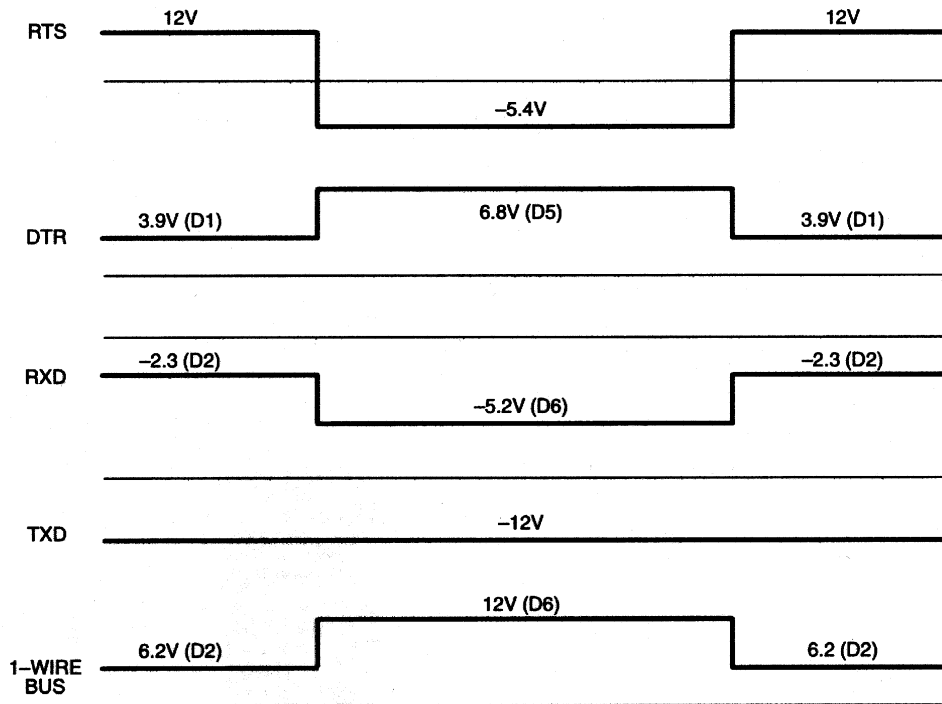 12V 12V
RTS
–5.4V
3.9V (D1) 6.8V (D5) 3.9V (D1)
DTR
–2.3 (D2) –2.3 (D2)
RXD
–5.2V (D6)
–12V
TXD
12V (D6)
6.2V (D2) 6.2 (D2)
1–WIRE
BUS